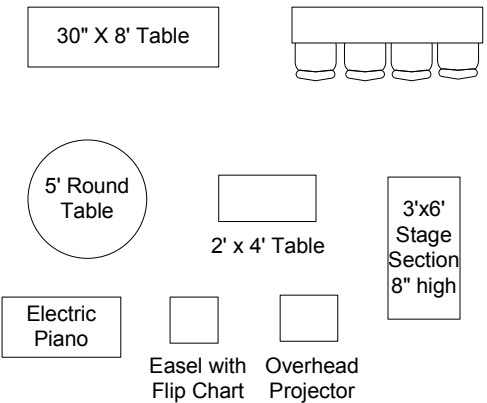 30" X 8' Table
5' Round
Table
2' x 4' Table
3'x6'
Stage
Section
8" high
Electric
Piano
Easel with
Flip Chart
Overhead
Projector